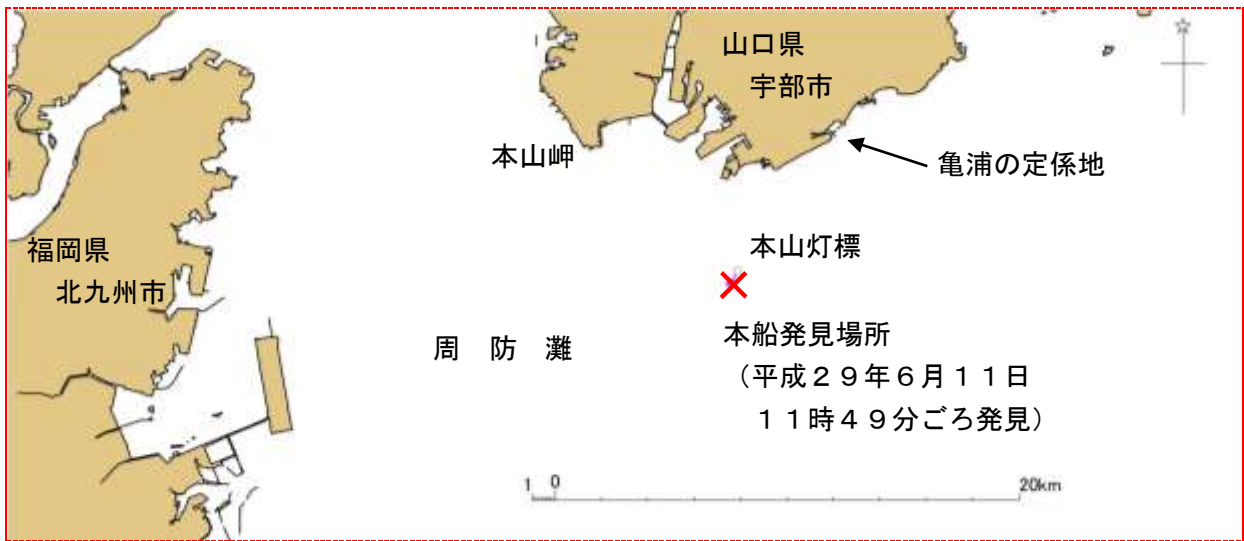 山口県
宇部市
本山岬
亀浦の定係地
福岡県
北九州市
本山灯標
周 防 灘
本船発見場所
（平成２９年６月１１日
１１時４９分ごろ発見）
1 0 20km